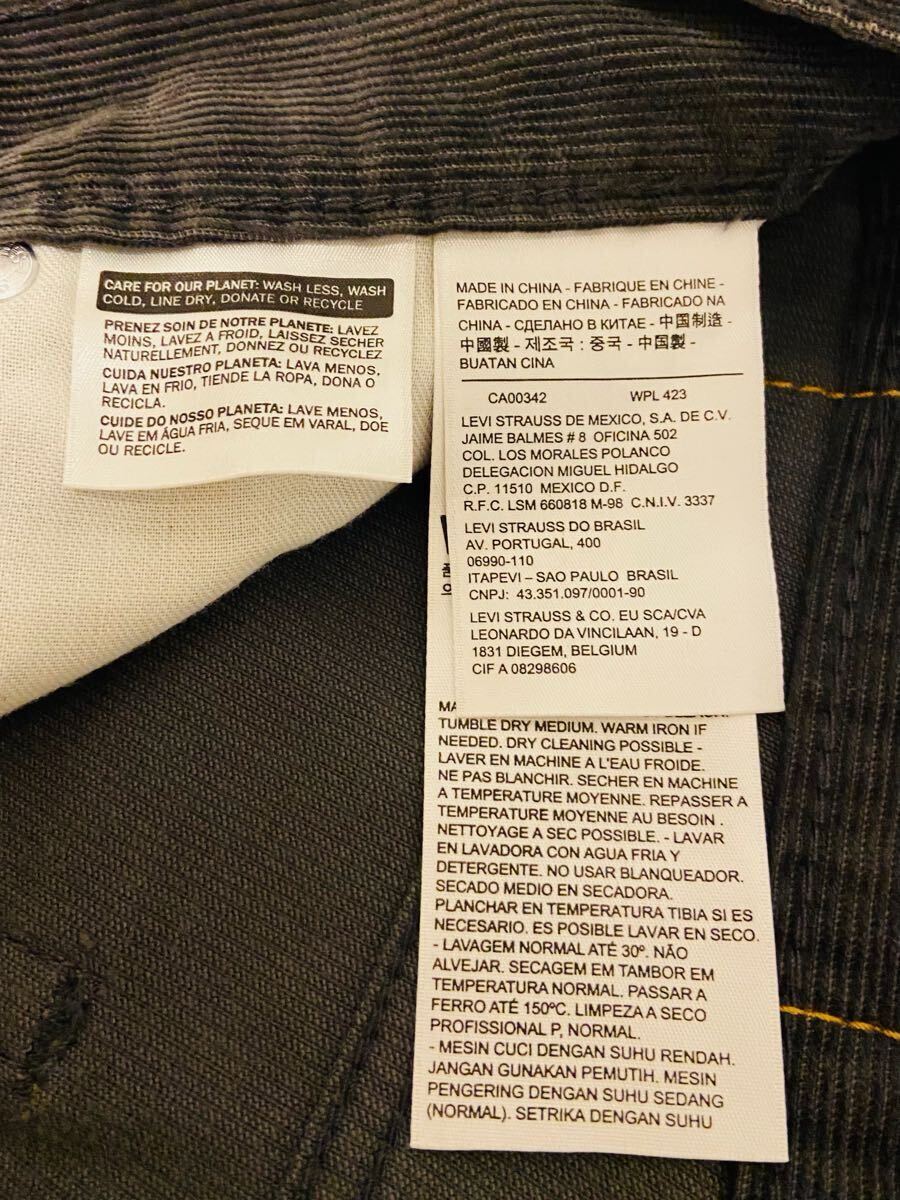 CARE FOR OUR PLANET: WASH LESS, WASH
COLD, LINE DRY, DONATE OR RECYCLE
PRENEZ SOIN DE NOTRE PLANETE: LAVEZ
MOINS, LAVEZ A FROID, LAISSEZ SECHER
NATURELLEMENT, DONNEZ OU RECYCLEZ
CUIDA NUESTRO PLANETA: LAVA MENOS,
LAVA EN FRIO, TIENDE LA ROPA, DONA O
RECICLA.
CUIDE DO NOSSO PLANETA: LAVE MENOS,
LAVE EM ÁGUA FRIA, SEQUE EM VARAL, DOE
OU RECICLE.
MADE IN CHINA - FABRIQUE EN CHINE -
FABRICADO EN CHINA - FABRICADO NA
CHINA - СДЕЛАНО В КИТАЕ - 中国制造 -
中國製 - 제조국 : 중국 - 中国製 -
BUATAN CINA
CA00342 WPL 423
LEVI STRAUSS DE MEXICO, S.A. DE C.V.
JAIME BALMES # 8 OFICINA 502
COL. LOS MORALES POLANCO
DELEGACION MIGUEL HIDALGO
C.P. 11510 MEXICO D.F.
R.F.C. LSM 660818 M-98 C.N.I.V. 3337
LEVI STRAUSS DO BRASIL
AV. PORTUGAL, 400
06990-110
ITAPEVI – SAO PAULO BRASIL
CNPJ: 43.351.097/0001-90
LEVI STRAUSS & CO. EU SCA/CVA
LEONARDO DA VINCILAAN, 19 - D
1831 DIEGEM, BELGIUM
CIF A 08298606
TUMBLE DRY MEDIUM. WARM IRON IF
NEEDED. DRY CLEANING POSSIBLE -
LAVER EN MACHINE A L'EAU FROIDE.
NE PAS BLANCHIR. SECHER EN MACHINE
A TEMPERATURE MOYENNE. REPASSER A
TEMPERATURE MOYENNE AU BESOIN .
NETTOYAGE A SEC POSSIBLE. - LAVAR
EN LAVADORA CON AGUA FRIA Y
DETERGENTE. NO USAR BLANQUEADOR.
SECADO MEDIO EN SECADORA.
PLANCHAR EN TEMPERATURA TIBIA SI ES
NECESARIO. ES POSIBLE LAVAR EN SECO.
- LAVAGEM NORMAL ATÉ 30º. NÃO
ALVEJAR. SECAGEM EM TAMBOR EM
TEMPERATURA NORMAL. PASSAR A
FERRO ATÉ 150ºC. LIMPEZA A SECO
PROFISSIONAL P, NORMAL.
- MESIN CUCI DENGAN SUHU RENDAH.
JANGAN GUNAKAN PEMUTIH. MESIN
PENGERING DENGAN SUHU SEDANG
(NORMAL). SETRIKA DENGAN SUHU